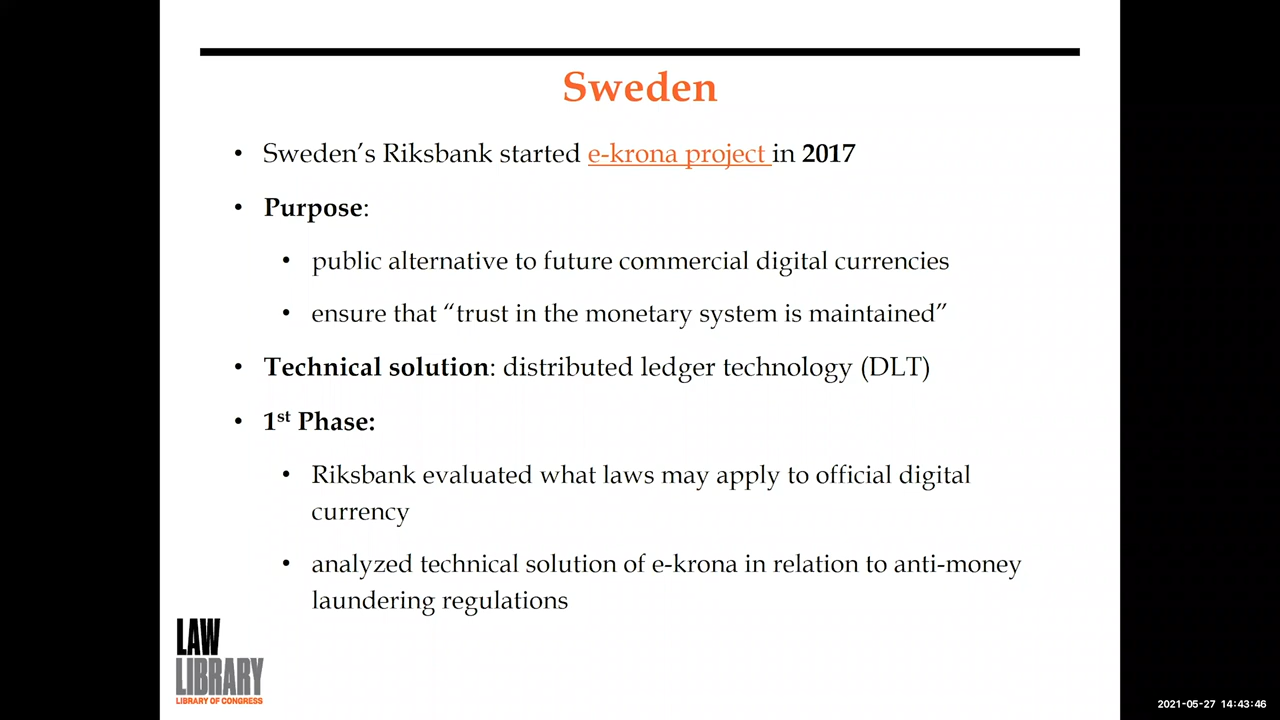 Sweden
• Sweden’s Riksbank started e-krona project in 2017
• Purpose:
• public alternative to future commercial digital currencies
• ensure that “trust in the monetary system is maintained”
• Technical solution: distributed ledger technology (DLT)
• 1st Phase:
• Riksbank evaluated what laws may apply to official digital
currency
• analyzed technical solution of e-krona in relation to anti-money
laundering regulations
LAW
LIBRARY
LIBRARY OF CONGRESS
2021-05-27 14:43:46